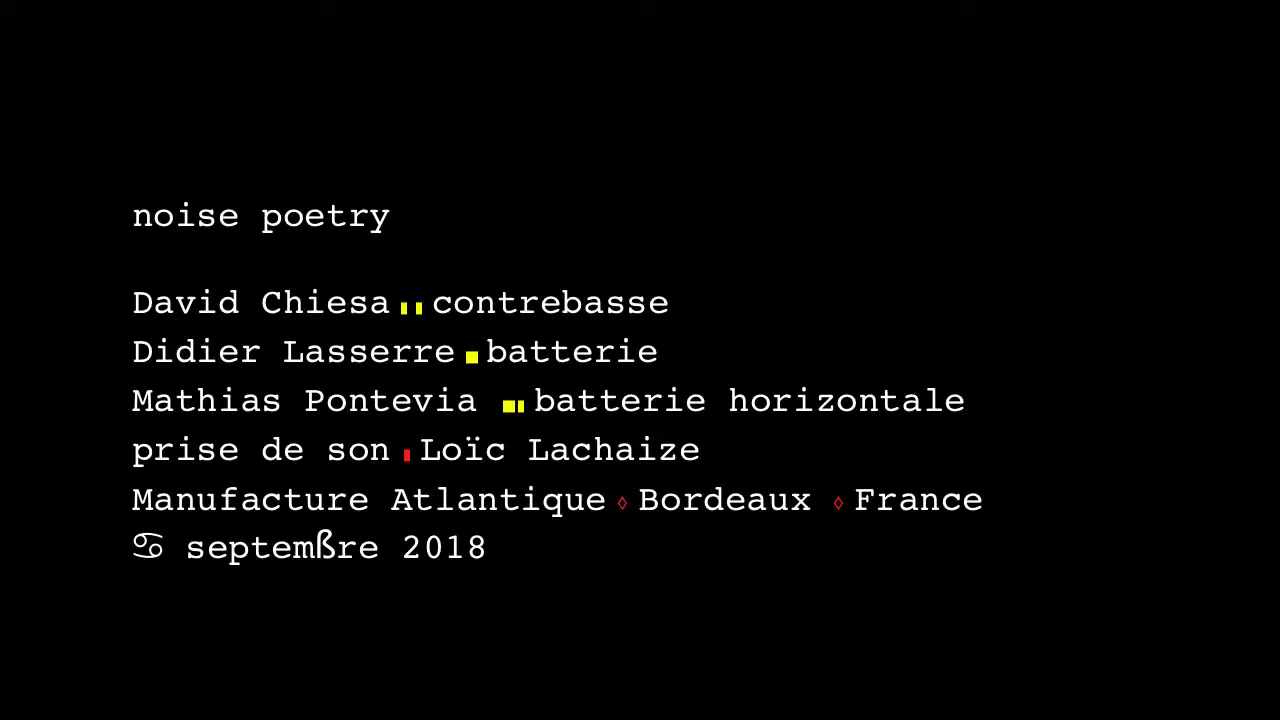 noise poetry
David Chiesa ▮▮ contrebasse
Didier Lasserre ■ batterie
Mathias Pontevia ■▮ batterie horizontale
prise de son ▮ Loïc Lachaize
Manufacture Atlantique ◊ Bordeaux ◊ France
♋ septemßre 2018